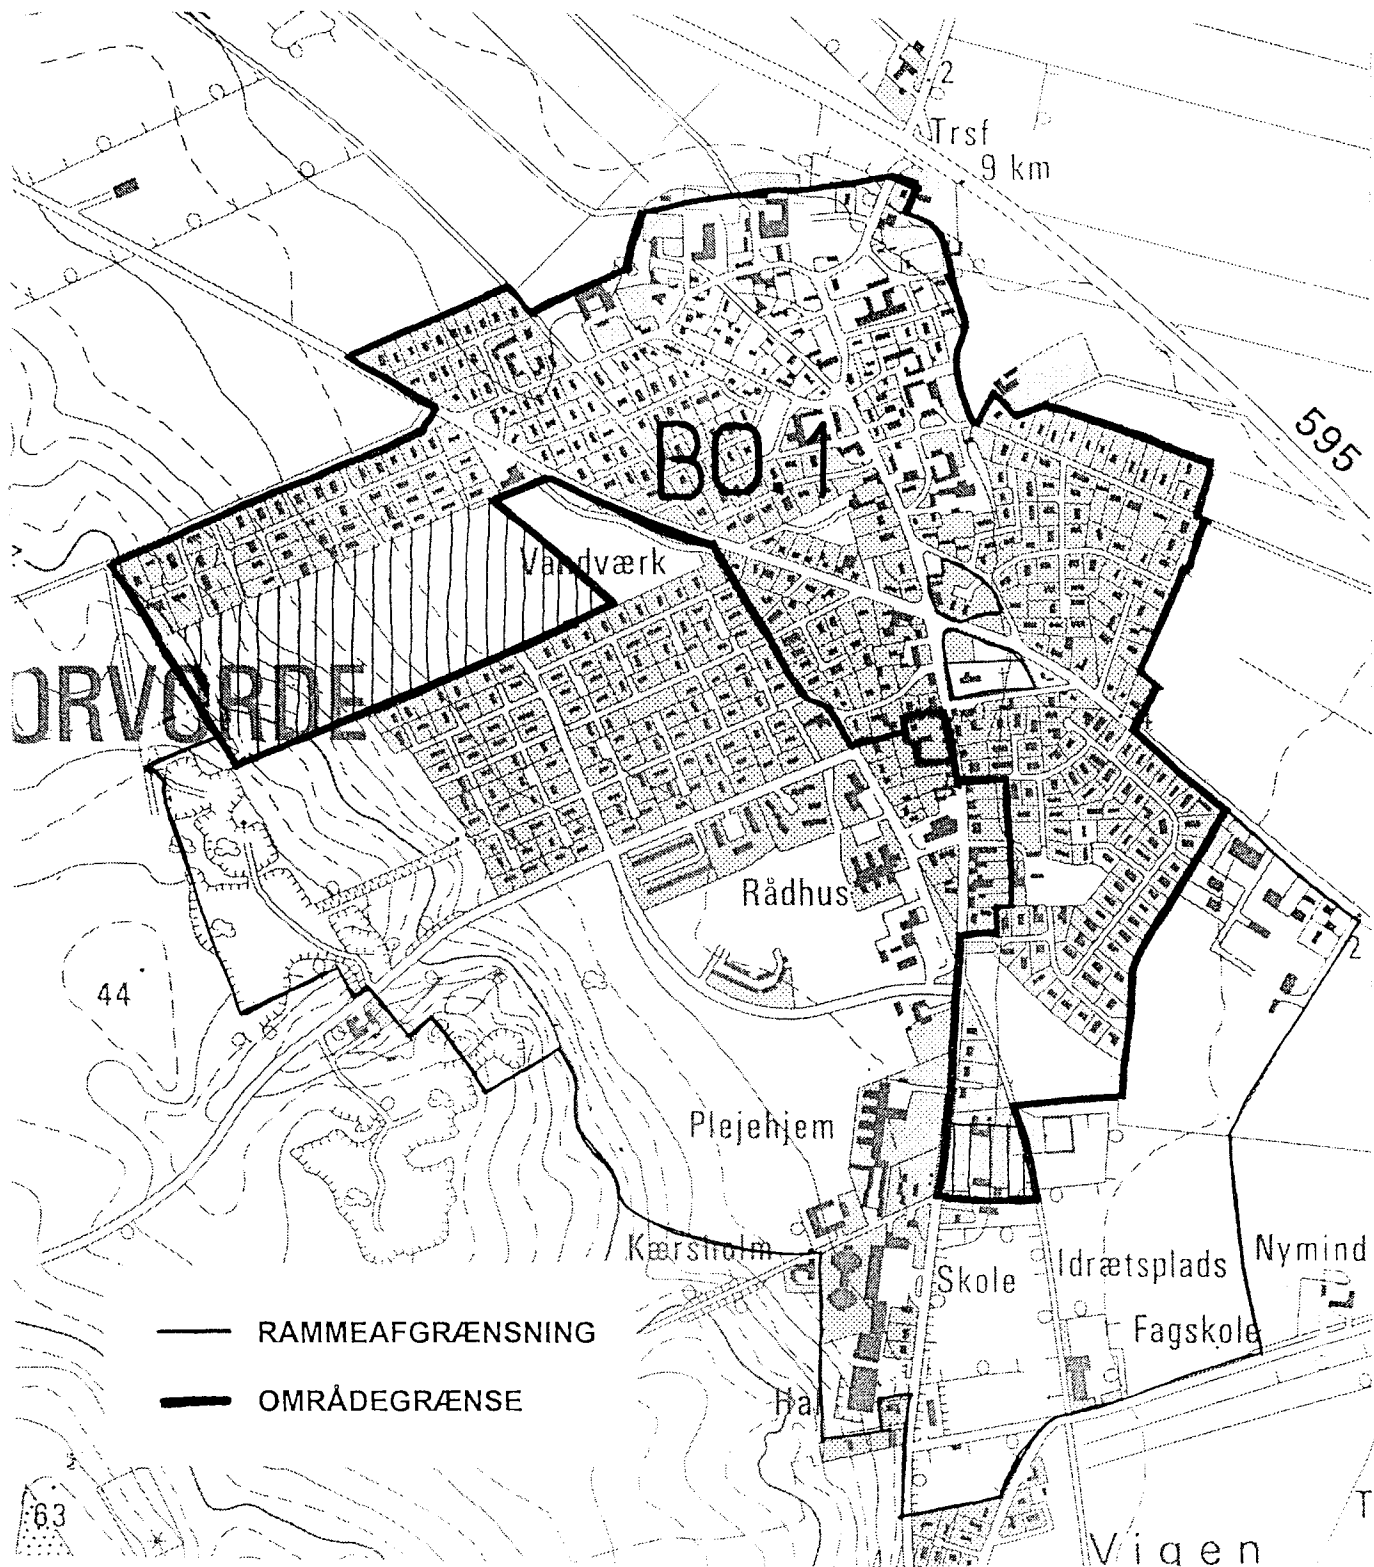 2
Trsf
9 km
595
BO.1
Vandværk
ORVORDE
Rådhus
44
Plejehjem
2
Kærsholm
Skole
Idrætsplads
Nymind
Fagskole
RAMMEAFGRÆNSNING
OMRÅDEGRÆNSE
Hal
63
T
Vigen